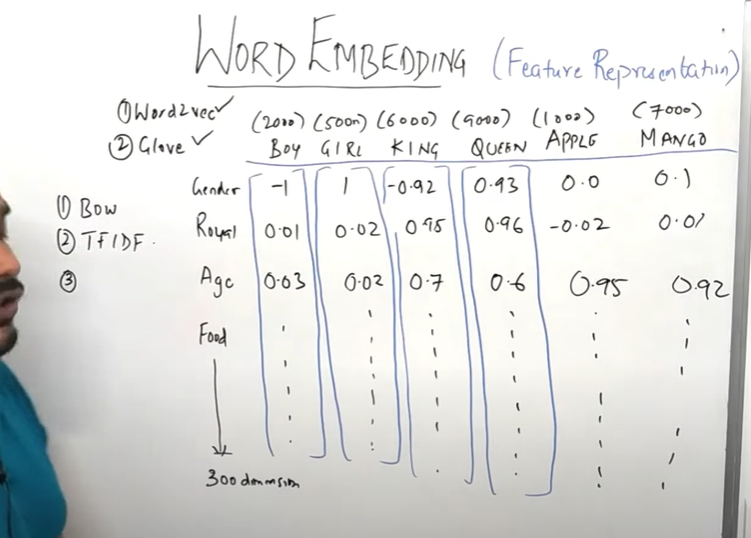 WORD EMBEDDING (Feature Representation)
① Word2vec ✓
② Glove ✓
(2000) (5000) (6000) (9000) (1000) (7000)
BOY GIRL KING QUEEN APPLE MANGO
① BOW
② TFIDF.
③
Gender -1 1 -0.92 0.93 0.0 0.1
Royal 0.01 0.02 0.95 0.96 -0.02 0.01
Age 0.03 0.02 0.7 0.6 0.95 0.92
Food
300 dimension